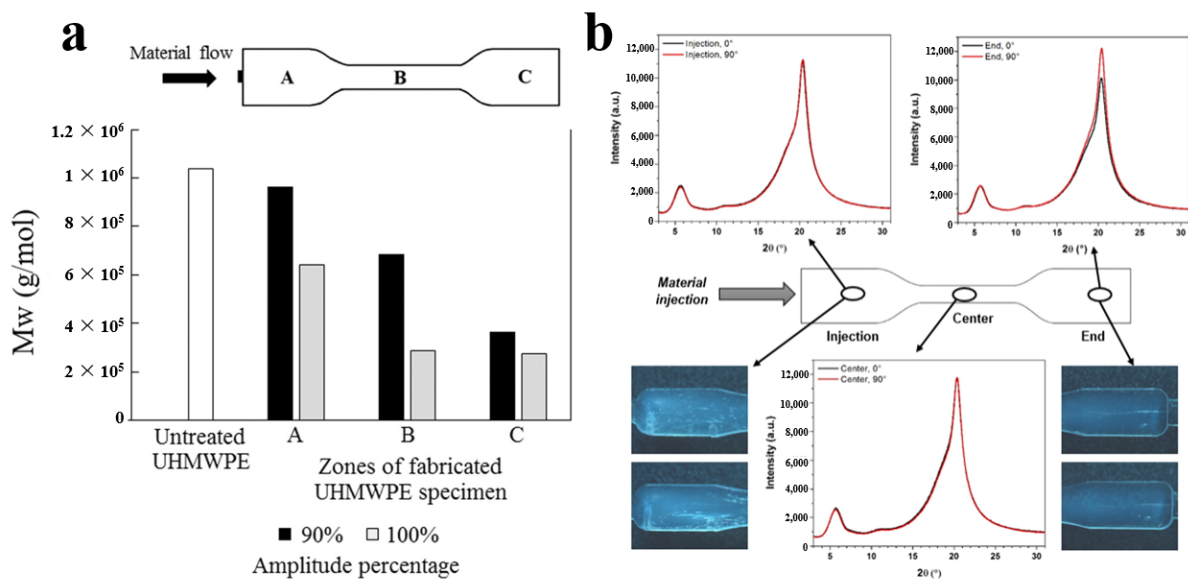 a
Material flow
A
B
C
Mw (g/mol)
1.2 × 10⁶
1 × 10⁶
8 × 10⁵
6 × 10⁵
4 × 10⁵
2 × 10⁵
0
Untreated
UHMWPE
A
B
C
Zones of fabricated
UHMWPE specimen
90%
100%
Amplitude percentage
b
Injection, 0°
Injection, 90°
Intensity (a.u.)
12,000
10,000
8,000
6,000
4,000
2,000
0
5
10
15
20
25
30
2θ (°)
End, 0°
End, 90°
Intensity (a.u.)
12,000
10,000
8,000
6,000
4,000
2,000
0
5
10
15
20
25
30
2θ (°)
Material
injection
Injection
Center
End
Center, 0°
Center, 90°
Intensity (a.u.)
12,000
10,000
8,000
6,000
4,000
2,000
0
5
10
15
20
25
30
2θ (°)